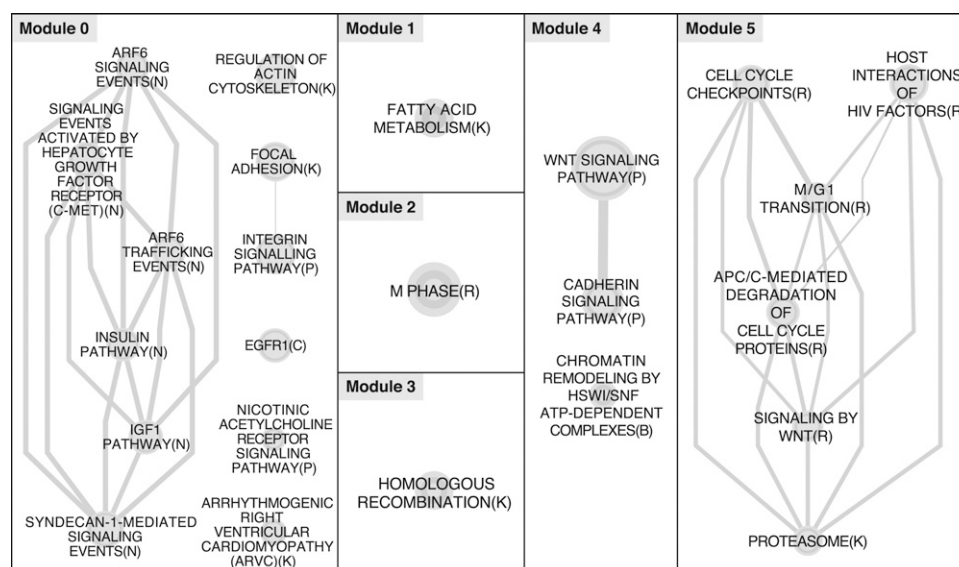 Module 0
ARF6
SIGNALING
EVENTS(N)
SIGNALING
EVENTS
ACTIVATED BY
HEPATOCYTE
GROWTH
FACTOR
RECEPTOR
(C-MET)(N)
ARF6
TRAFFICKING
EVENTS(N)
INSULIN
PATHWAY(N)
IGF1
PATHWAY(N)
SYNDECAN-1-MEDIATED
SIGNALING
EVENTS(N)
REGULATION OF
ACTIN
CYTOSKELETON(K)
FOCAL
ADHESION(K)
INTEGRIN
SIGNALLING
PATHWAY(P)
EGFR1(C)
NICOTINIC
ACETYLCHOLINE
RECEPTOR
SIGNALING
PATHWAY(P)
ARRHYTHMOGENIC
RIGHT
VENTRICULAR
CARDIOMYOPATHY
(ARVC)(K)
Module 1
FATTY ACID
METABOLISM(K)
Module 2
M PHASE(R)
Module 3
HOMOLOGOUS
RECOMBINATION(K)
Module 4
WNT SIGNALING
PATHWAY(P)
CADHERIN
SIGNALING
PATHWAY(P)
CHROMATIN
REMODELING BY
HSWI/SNF
ATP-DEPENDENT
COMPLEXES(B)
Module 5
CELL CYCLE
CHECKPOINTS(R)
HOST
INTERACTIONS
OF
HIV FACTORS(R)
M/G1
TRANSITION(R)
APC/C-MEDIATED
DEGRADATION
OF
CELL CYCLE
PROTEINS(R)
SIGNALING BY
WNT(R)
PROTEASOME(K)